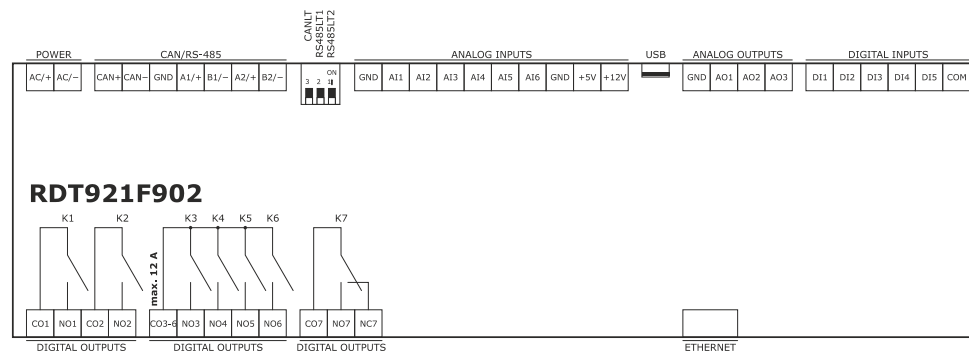 CANLT
RS485LT1
RS485LT2
POWER CAN/RS-485 ANALOG INPUTS USB ANALOG OUTPUTS DIGITAL INPUTS
AC/+ AC/− CAN+ CAN− GND A1/+ B1/− A2/+ B2/− ON GND AI1 AI2 AI3 AI4 AI5 AI6 GND +5V +12V GND AO1 AO2 AO3 DI1 DI2 DI3 DI4 DI5 COM
3 2 1
RDT921F902
K1 K2 K3 K4 K5 K6 K7
max. 12 A
CO1 NO1 CO2 NO2 CO3-6 NO3 NO4 NO5 NO6 CO7 NO7 NC7
DIGITAL OUTPUTS DIGITAL OUTPUTS DIGITAL OUTPUTS ETHERNET